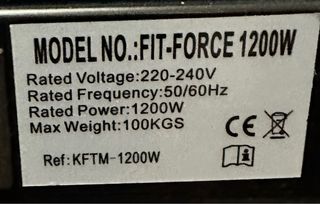 MODEL NO.:FIT-FORCE 1200W
Rated Voltage:220-240V
Rated Frequency:50/60Hz
Rated Power:1200W
Max Weight:100KGS
CE
Ref: KFTM-1200W